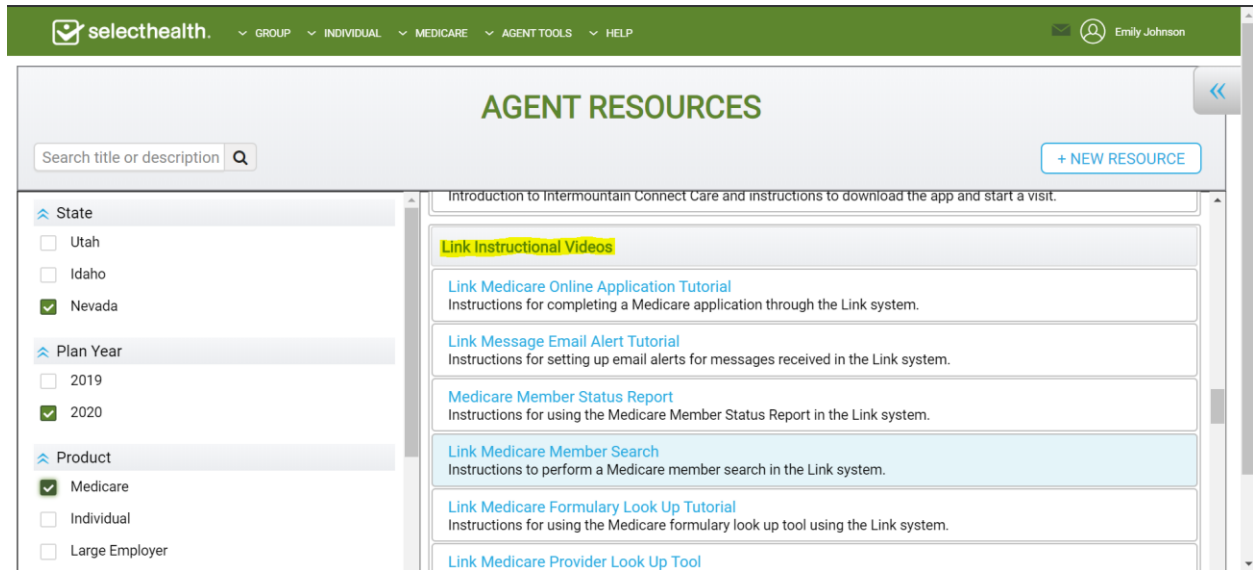 selecthealth.
GROUP INDIVIDUAL MEDICARE AGENT TOOLS HELP
Emily Johnson
AGENT RESOURCES
Search title or description
+ NEW RESOURCE
State
Utah
Idaho
Nevada
Plan Year
2019
2020
Product
Medicare
Individual
Large Employer
Introduction to Intermountain Connect Care and instructions to download the app and start a visit.
Link Instructional Videos
Link Medicare Online Application Tutorial
Instructions for completing a Medicare application through the Link system.
Link Message Email Alert Tutorial
Instructions for setting up email alerts for messages received in the Link system.
Medicare Member Status Report
Instructions for using the Medicare Member Status Report in the Link system.
Link Medicare Member Search
Instructions to perform a Medicare member search in the Link system.
Link Medicare Formulary Look Up Tutorial
Instructions for using the Medicare formulary look up tool using the Link system.
Link Medicare Provider Look Up Tool